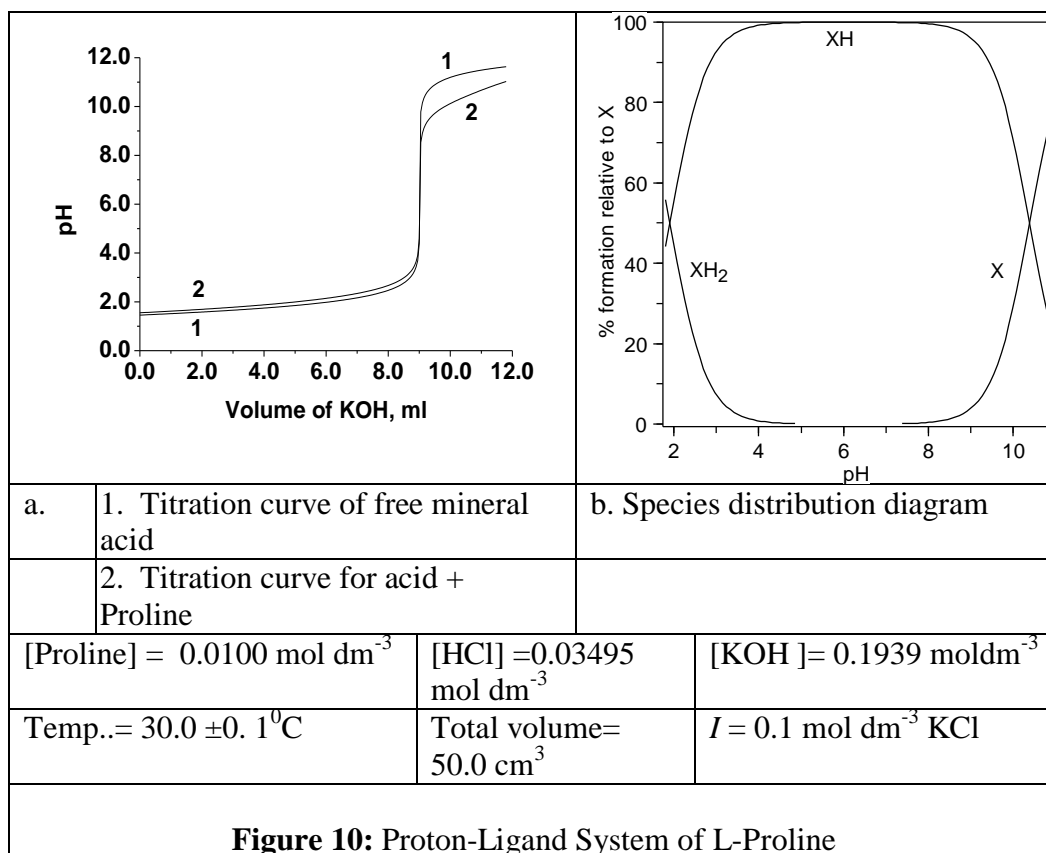 12.0
10.0
8.0
6.0
4.0
2.0
0.0
pH
1
2
2
1
0.0 2.0 4.0 6.0 8.0 10.0 12.0
Volume of KOH, ml
100
80
60
40
20
0
% formation relative to X
XH
XH2
X
2 4 6 8 10
pH
a. 1. Titration curve of free mineral
acid
b. Species distribution diagram
2. Titration curve for acid +
Proline
[Proline] = 0.0100 mol dm-3
[HCl] =0.03495
mol dm-3
[KOH ]= 0.1939 moldm-3
Temp..= 30.0 ±0. 1⁰C
Total volume=
50.0 cm3
I = 0.1 mol dm-3 KCl
Figure 10: Proton-Ligand System of L-Proline